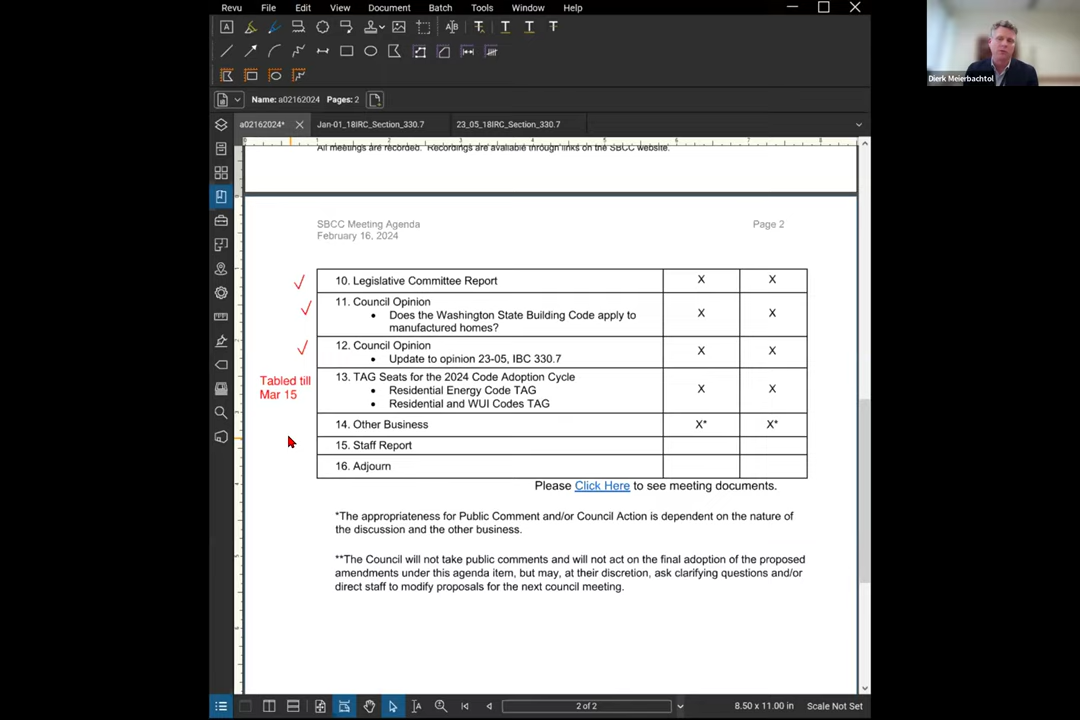 Revu File Edit View Document Batch Tools Window Help
Name: a02162024 Pages: 2
a02162024* Jan-01_18IRC_Section_330.7 23_05_18IRC_Section_330.7
All meetings are recorded. Recordings are available through links on the SBCC website.
SBCC Meeting Agenda Page 2
February 16, 2024
10. Legislative Committee Report X X
11. Council Opinion
• Does the Washington State Building Code apply to X X
manufactured homes?
12. Council Opinion
• Update to opinion 23-05, IBC 330.7 X X
Tabled till
Mar 15
13. TAG Seats for the 2024 Code Adoption Cycle
• Residential Energy Code TAG X X
• Residential and WUI Codes TAG
14. Other Business X* X*
15. Staff Report
16. Adjourn
Please Click Here to see meeting documents.
*The appropriateness for Public Comment and/or Council Action is dependent on the nature of
the discussion and the other business.
**The Council will not take public comments and will not act on the final adoption of the proposed
amendments under this agenda item, but may, at their discretion, ask clarifying questions and/or
direct staff to modify proposals for the next council meeting.
2 of 2 8.50 x 11.00 in Scale Not Set
Dierk Meierbachtol